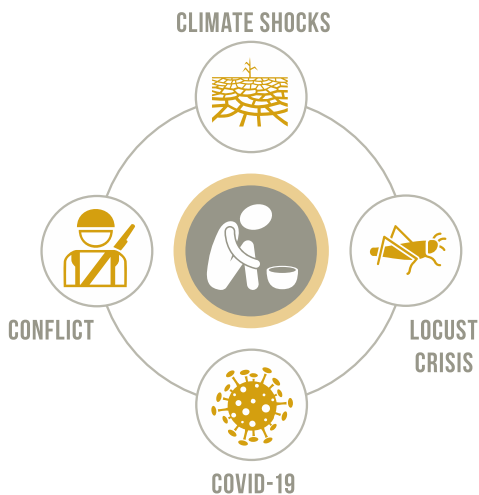 CLIMATE SHOCKS
CONFLICT
LOCUST
CRISIS
COVID-19